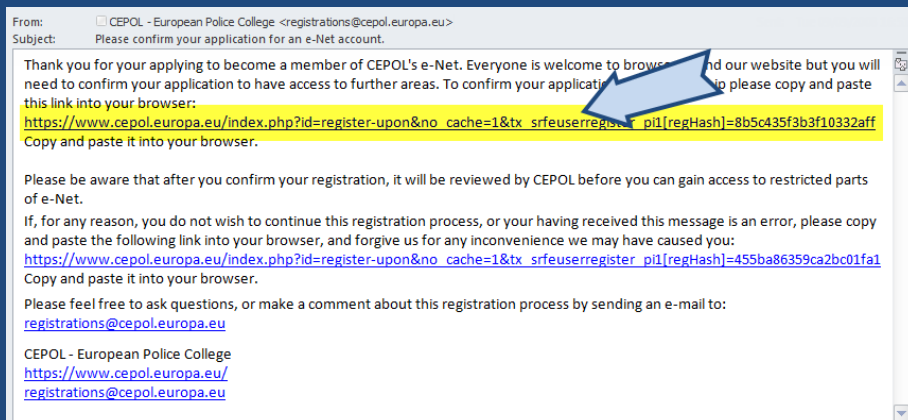 From: CEPOL - European Police College <registrations@cepol.europa.eu>
Subject: Please confirm your application for an e-Net account.
Thank you for your applying to become a member of CEPOL's e-Net. Everyone is welcome to brows nd our website but you will
need to confirm your application to have access to further areas. To confirm your applicati ip please copy and paste
this link into your browser:
https://www.cepol.europa.eu/index.php?id=register-upon&no_cache=1&tx_srfeuserregister_pi1[regHash]=8b5c435f3b3f10332aff
Copy and paste it into your browser.
Please be aware that after you confirm your registration, it will be reviewed by CEPOL before you can gain access to restricted parts
of e-Net.
If, for any reason, you do not wish to continue this registration process, or your having received this message is an error, please copy
and paste the following link into your browser, and forgive us for any inconvenience we may have caused you:
https://www.cepol.europa.eu/index.php?id=register-upon&no_cache=1&tx_srfeuserregister_pi1[regHash]=455ba86359ca2bc01fa1
Copy and paste it into your browser.
Please feel free to ask questions, or make a comment about this registration process by sending an e-mail to:
registrations@cepol.europa.eu
CEPOL - European Police College
https://www.cepol.europa.eu/
registrations@cepol.europa.eu